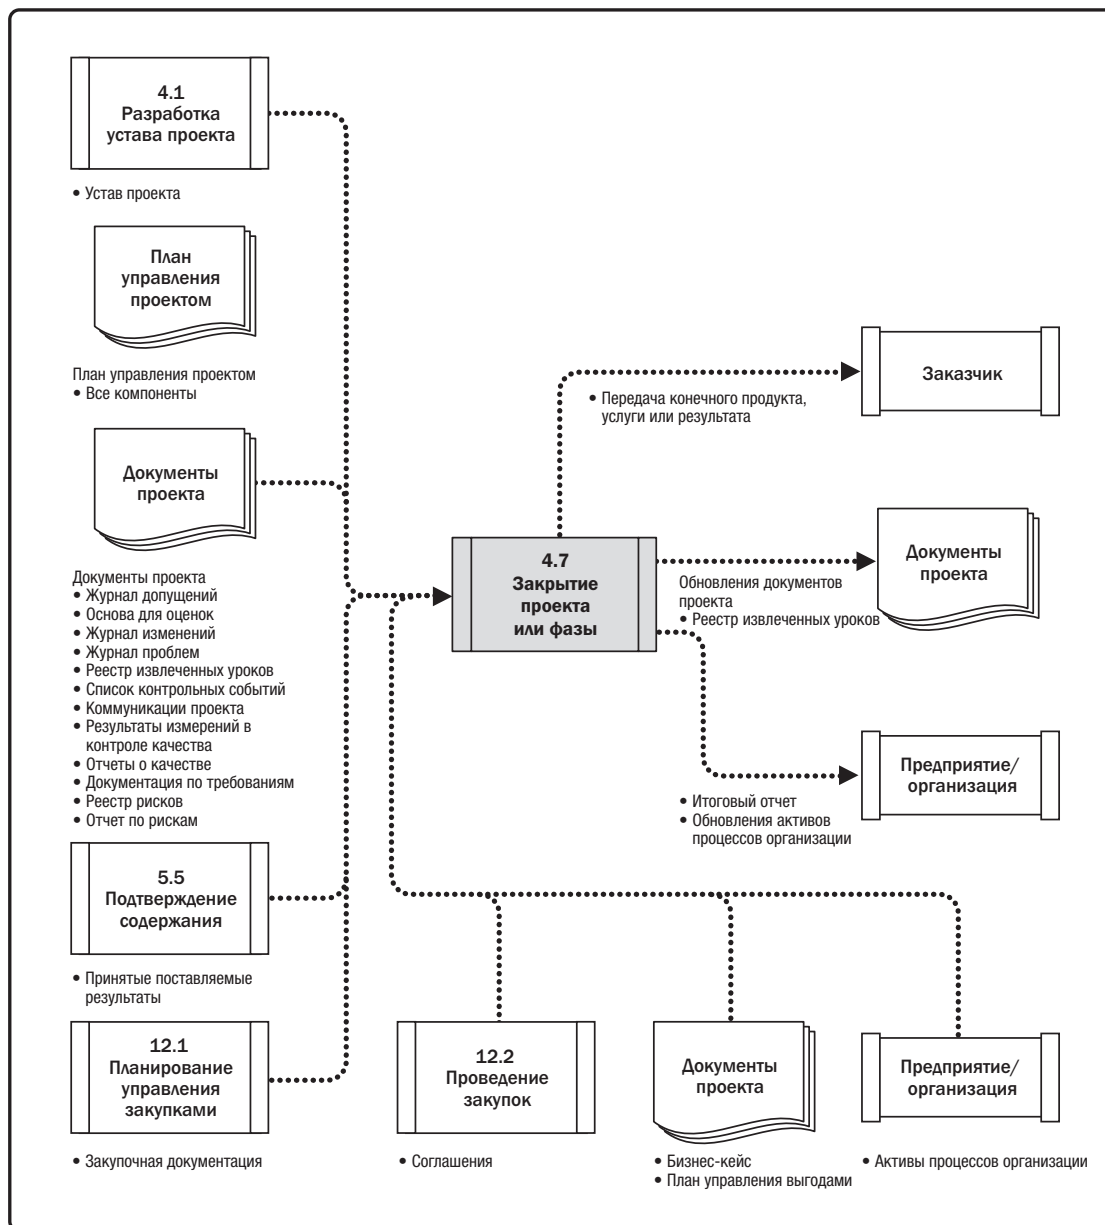 4.1
Разработка
устава проекта
• Устав проекта
План
управления
проектом
План управления проектом
• Все компоненты
Документы
проекта
Документы проекта
• Журнал допущений
• Основа для оценок
• Журнал изменений
• Журнал проблем
• Реестр извлеченных уроков
• Список контрольных событий
• Коммуникации проекта
• Результаты измерений в
контроле качества
• Отчеты о качестве
• Документация по требованиям
• Реестр рисков
• Отчет по рискам
5.5
Подтверждение
содержания
• Принятые поставляемые
результаты
12.1
Планирование
управления
закупками
• Закупочная документация
4.7
Закрытие
проекта
или фазы
• Передача конечного продукта,
услуги или результата
Заказчик
Обновления документов
проекта
• Реестр извлеченных уроков
Документы
проекта
• Итоговый отчет
• Обновления активов
процессов организации
Предприятие/
организация
12.2
Проведение
закупок
• Соглашения
Документы
проекта
• Бизнес-кейс
• План управления выгодами
Предприятие/
организация
• Активы процессов организации